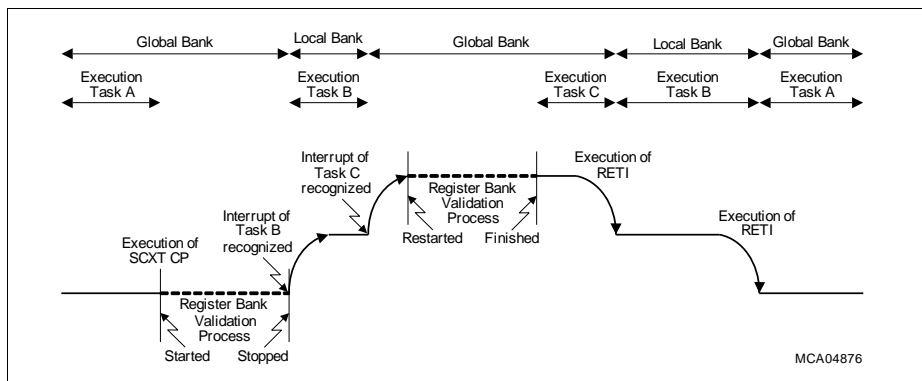 Global Bank
Local Bank
Global Bank
Local Bank
Global Bank
Execution
Task A
Execution
Task B
Execution
Task C
Execution
Task B
Execution
Task A
Interrupt of
Task C
recognized
Execution of
RETI
Register Bank
Validation
Process
Interrupt of
Task B
recognized
Restarted
Finished
Execution of
RETI
Execution of
SCXT CP
Register Bank
Validation
Process
Started
Stopped
MCA04876